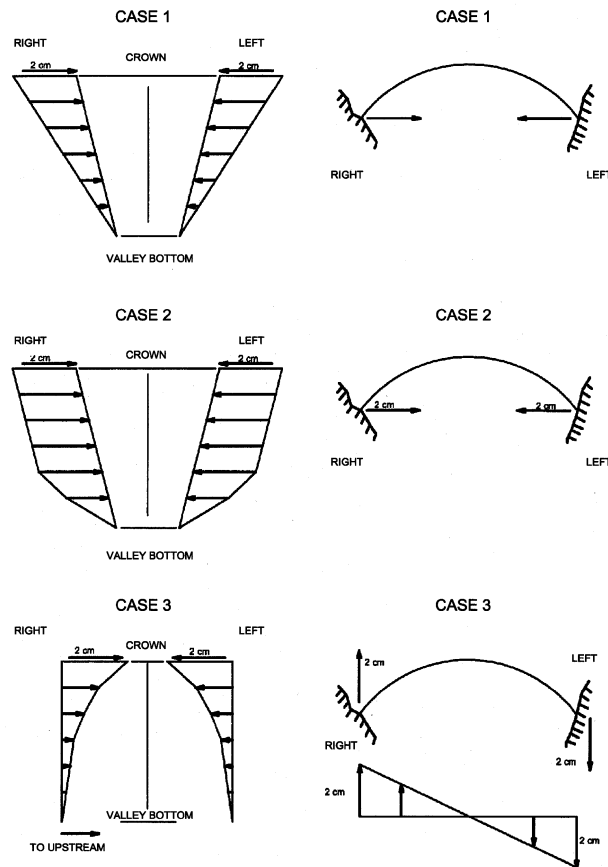 CASE 1
RIGHT LEFT
CROWN
2 cm 2 cm
VALLEY BOTTOM
CASE 1
RIGHT
LEFT
CASE 2
RIGHT LEFT
CROWN
2 cm 2 cm
VALLEY BOTTOM
CASE 2
2 cm 2 cm
RIGHT LEFT
CASE 3
RIGHT LEFT
CROWN
2 cm 2 cm
VALLEY BOTTOM
TO UPSTREAM
CASE 3
LEFT
2 cm
RIGHT
2 cm
2 cm
2 cm